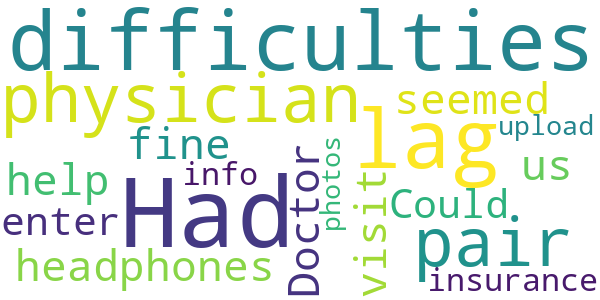 difficulties
physician
lag
seemed
upload
fine
us
help
info
Had
Doctor
photos
visit
Could
enter
pair
headphones
insurance